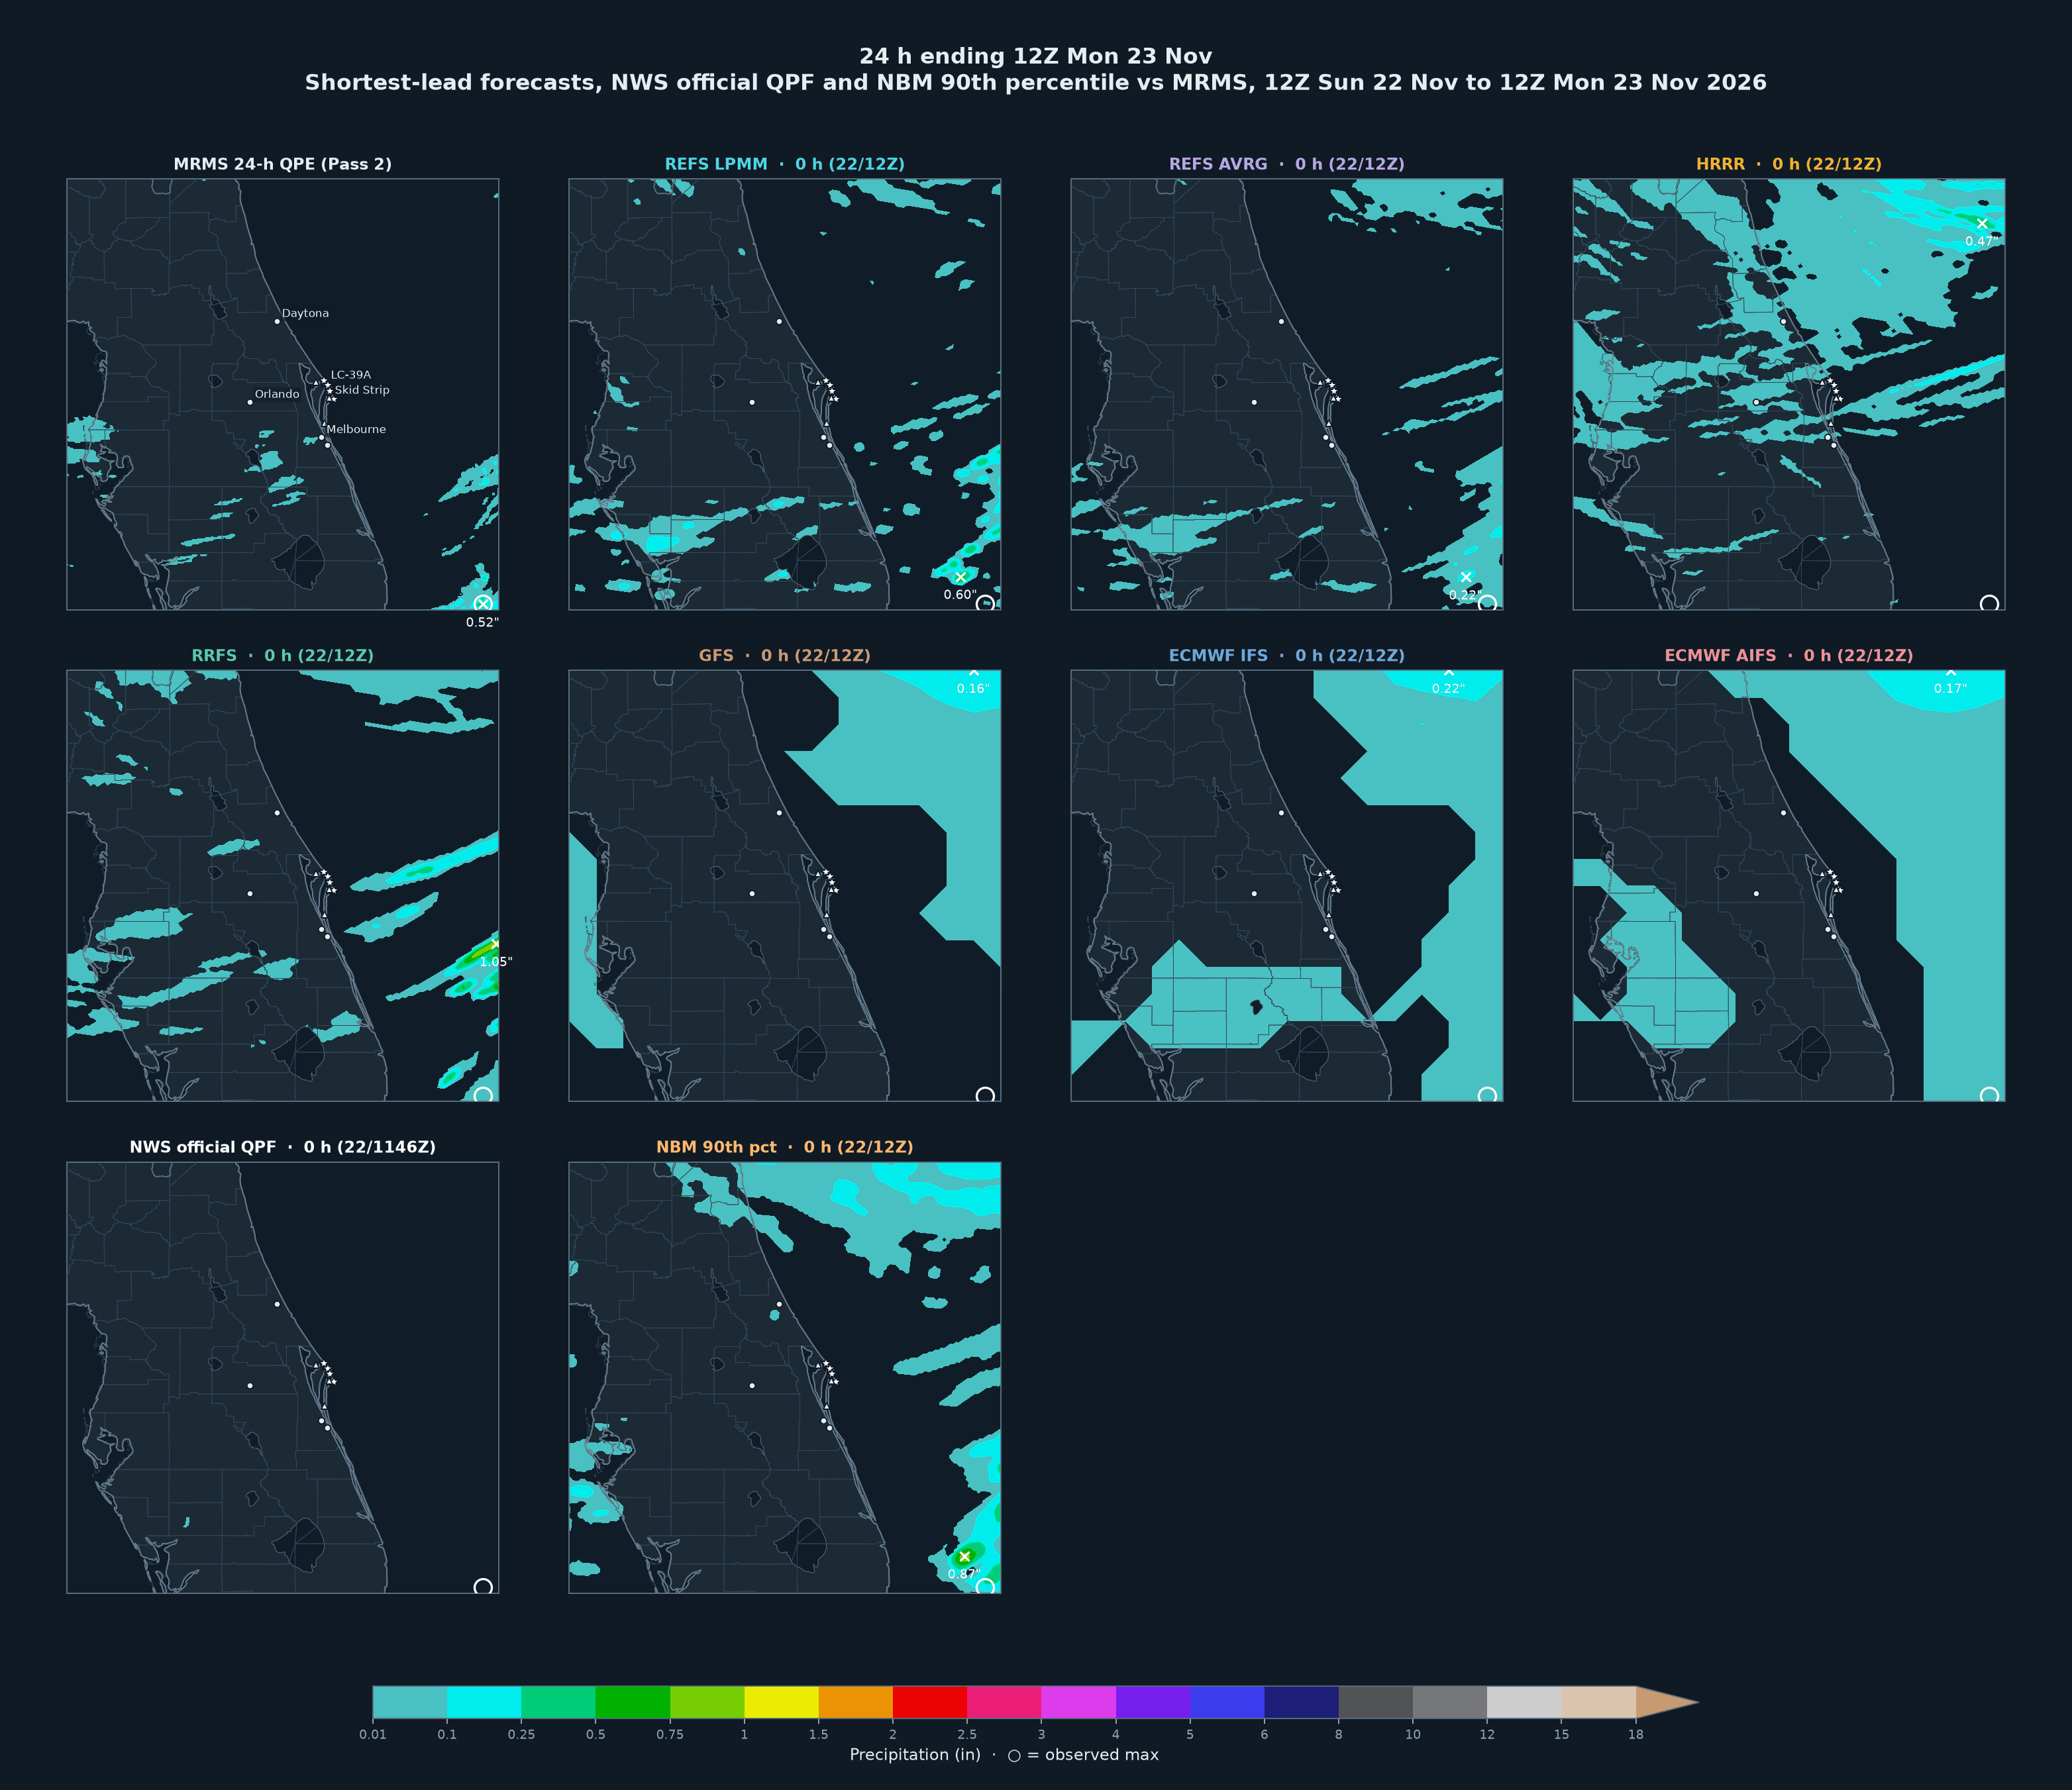 24 h ending 12Z Mon 23 Nov
Shortest-lead forecasts, NWS official QPF and NBM 90th percentile vs MRMS, 12Z Sun 22 Nov to 12Z Mon 23 Nov 2026
MRMS 24-h QPE (Pass 2)
Daytona
LC-39A
Skid Strip
Orlando
Melbourne
0.52"
REFS LPMM · 0 h (22/12Z)
0.60"
REFS AVRG · 0 h (22/12Z)
0.22"
HRRR · 0 h (22/12Z)
0.47"
RRFS · 0 h (22/12Z)
1.05"
GFS · 0 h (22/12Z)
0.16"
ECMWF IFS · 0 h (22/12Z)
0.22"
ECMWF AIFS · 0 h (22/12Z)
0.17"
NWS official QPF · 0 h (22/1146Z)
NBM 90th pct · 0 h (22/12Z)
0.87"
0.01 0.1 0.25 0.5 0.75 1 1.5 2 2.5 3 4 5 6 8 10 12 15 18
Precipitation (in) · ○ = observed max